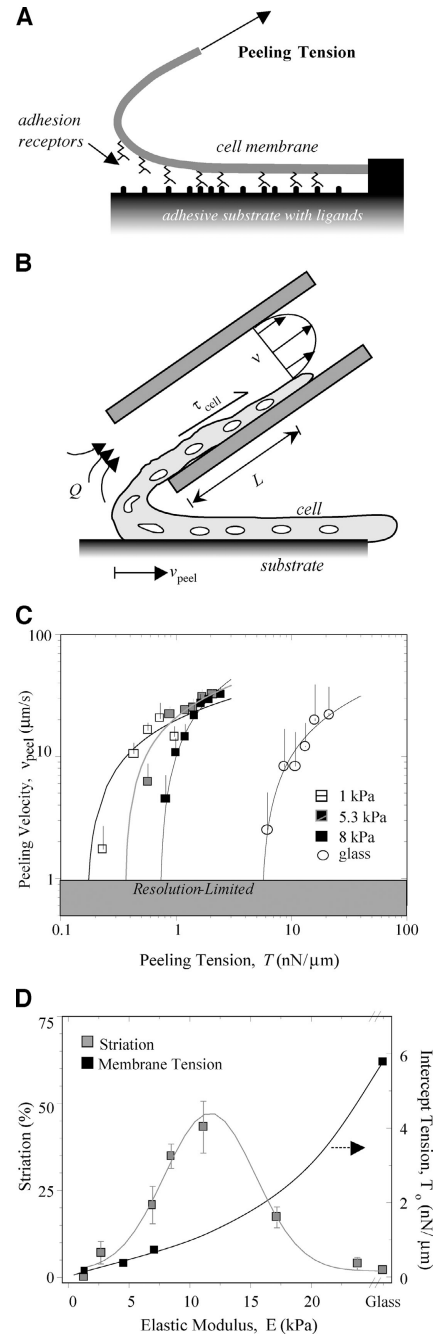 A
Peeling Tension
adhesion
receptors
cell membrane
adhesive substrate with ligands
B
v
τcell
Q
L
cell
substrate
vpeel
C
Peeling Velocity, vpeel (μm/s)
100
10
1
1 kPa
5.3 kPa
8 kPa
glass
Resolution-Limited
0.1 1 10 100
Peeling Tension, T (nN/μm)
D
Striation (%)
75
50
25
0
Striation
Membrane Tension
6
4
2
0
Intercept Tension, To (nN/μm)
0 5 10 15 20 Glass
Elastic Modulus, E (kPa)